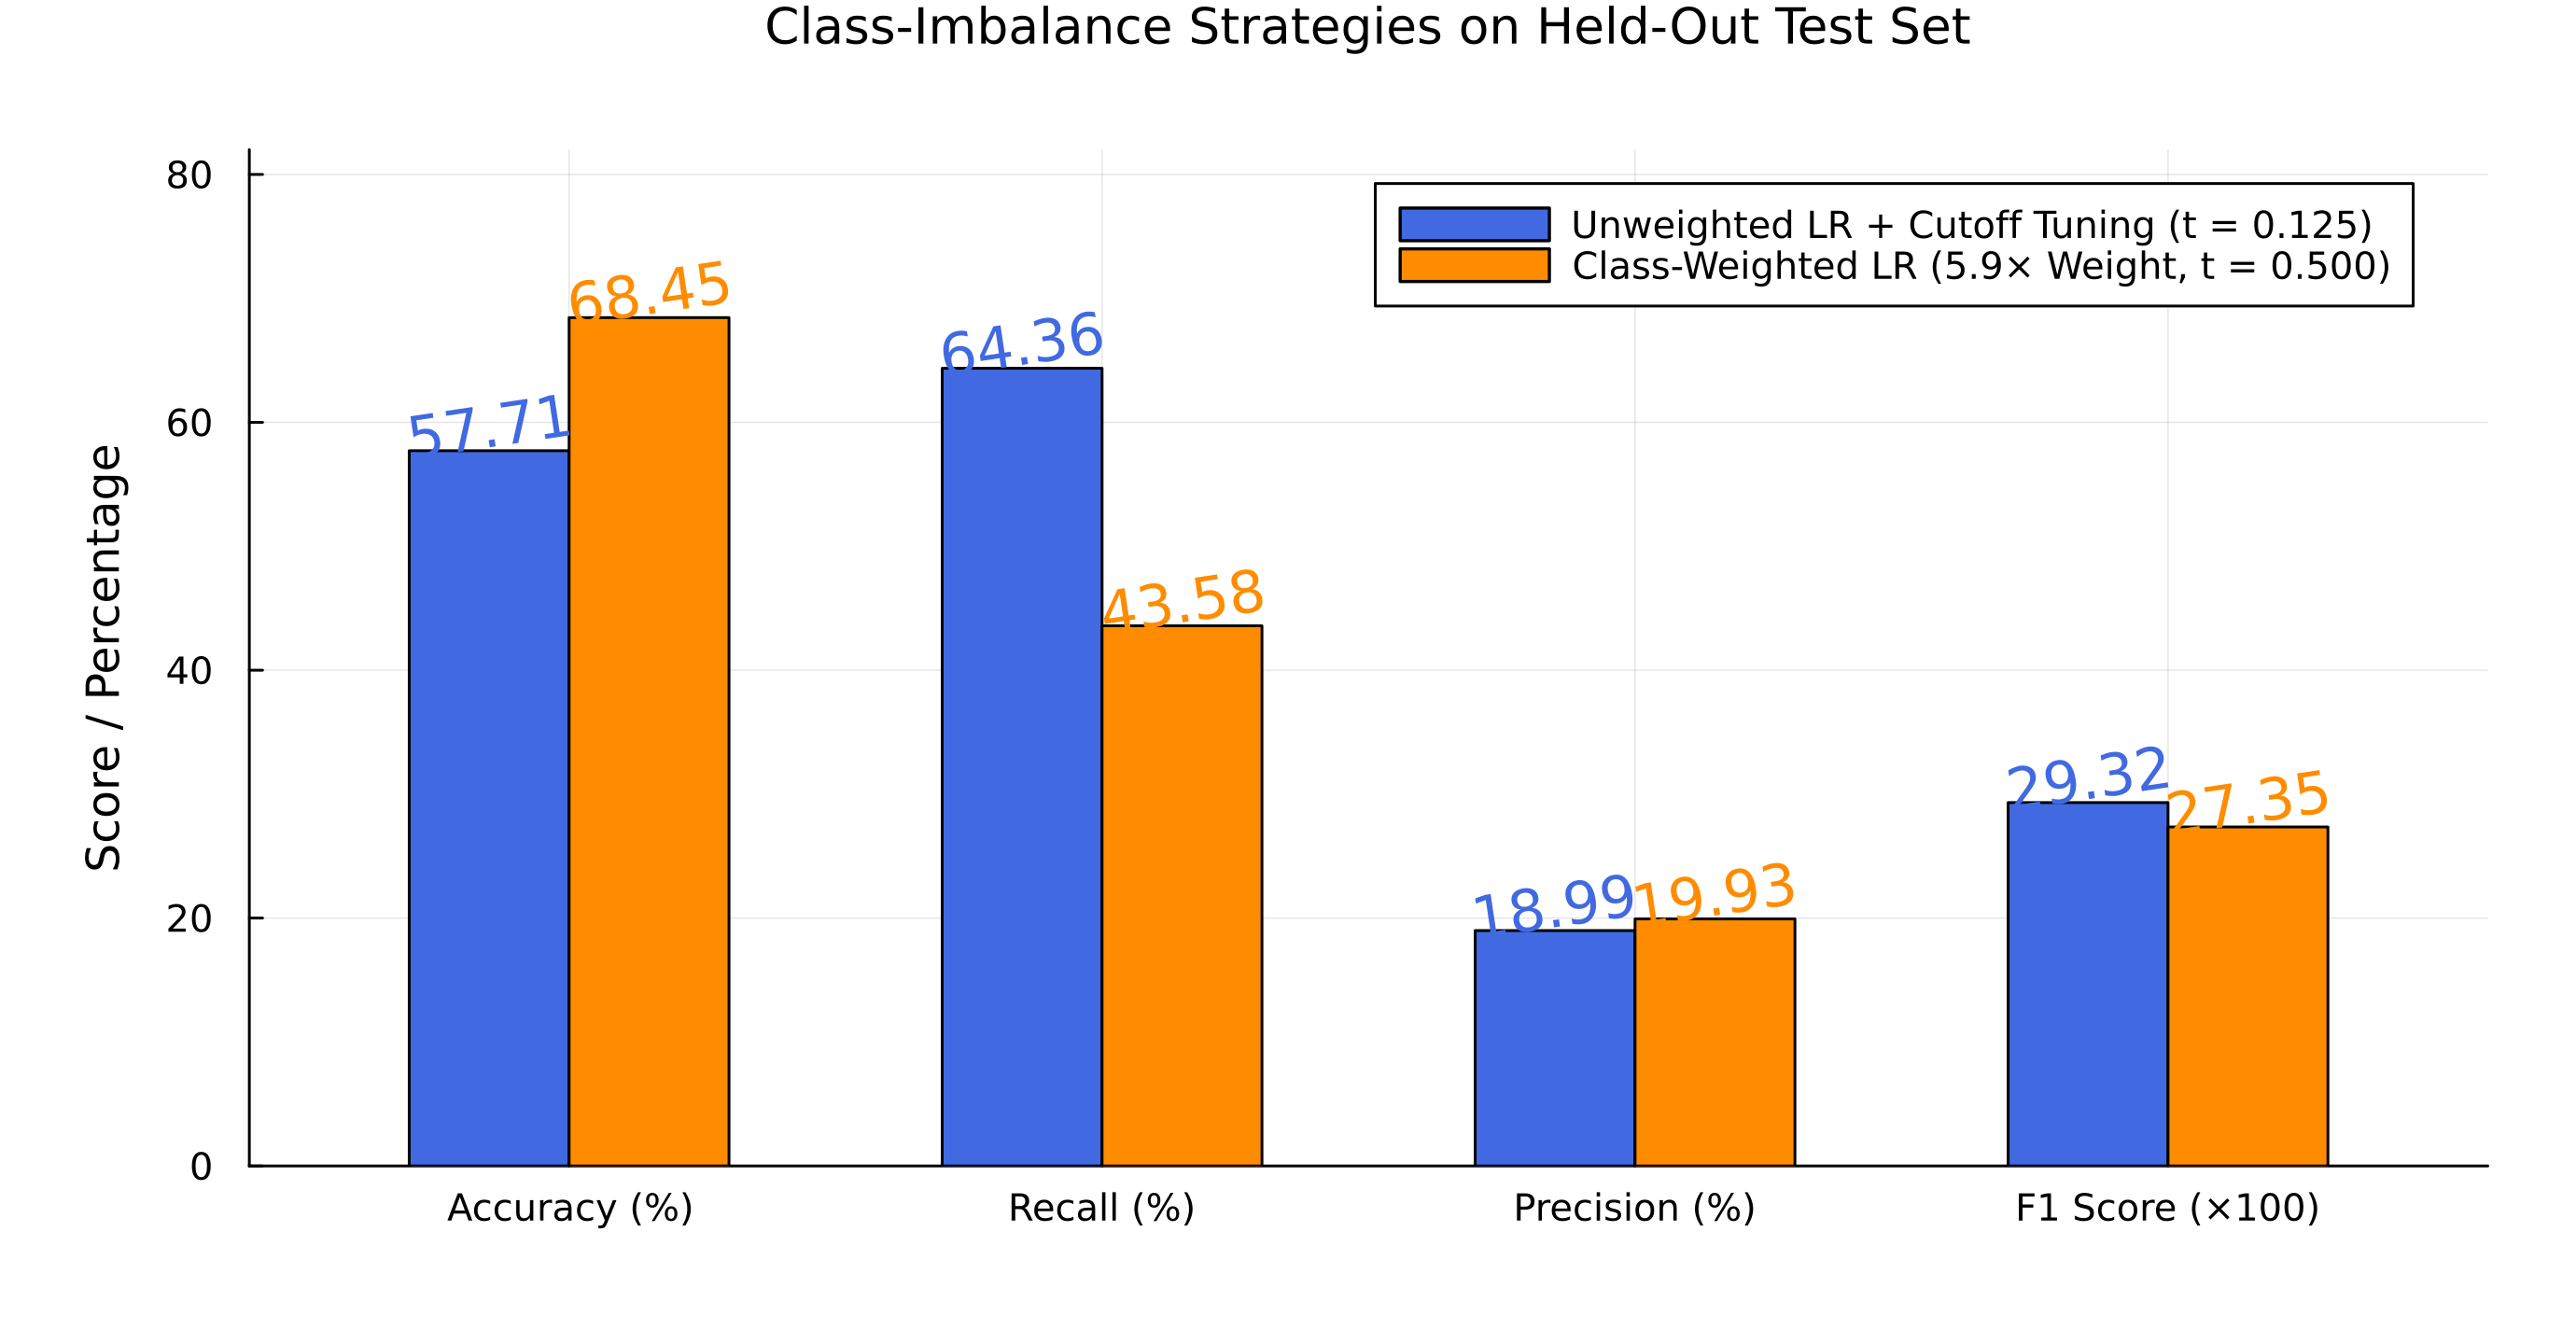 Class-Imbalance Strategies on Held-Out Test Set
Score / Percentage
80
60
40
20
0
Unweighted LR + Cutoff Tuning (t = 0.125)
Class-Weighted LR (5.9× Weight, t = 0.500)
57.71
68.45
64.36
43.58
18.99
19.93
29.32
27.35
Accuracy (%)
Recall (%)
Precision (%)
F1 Score (×100)